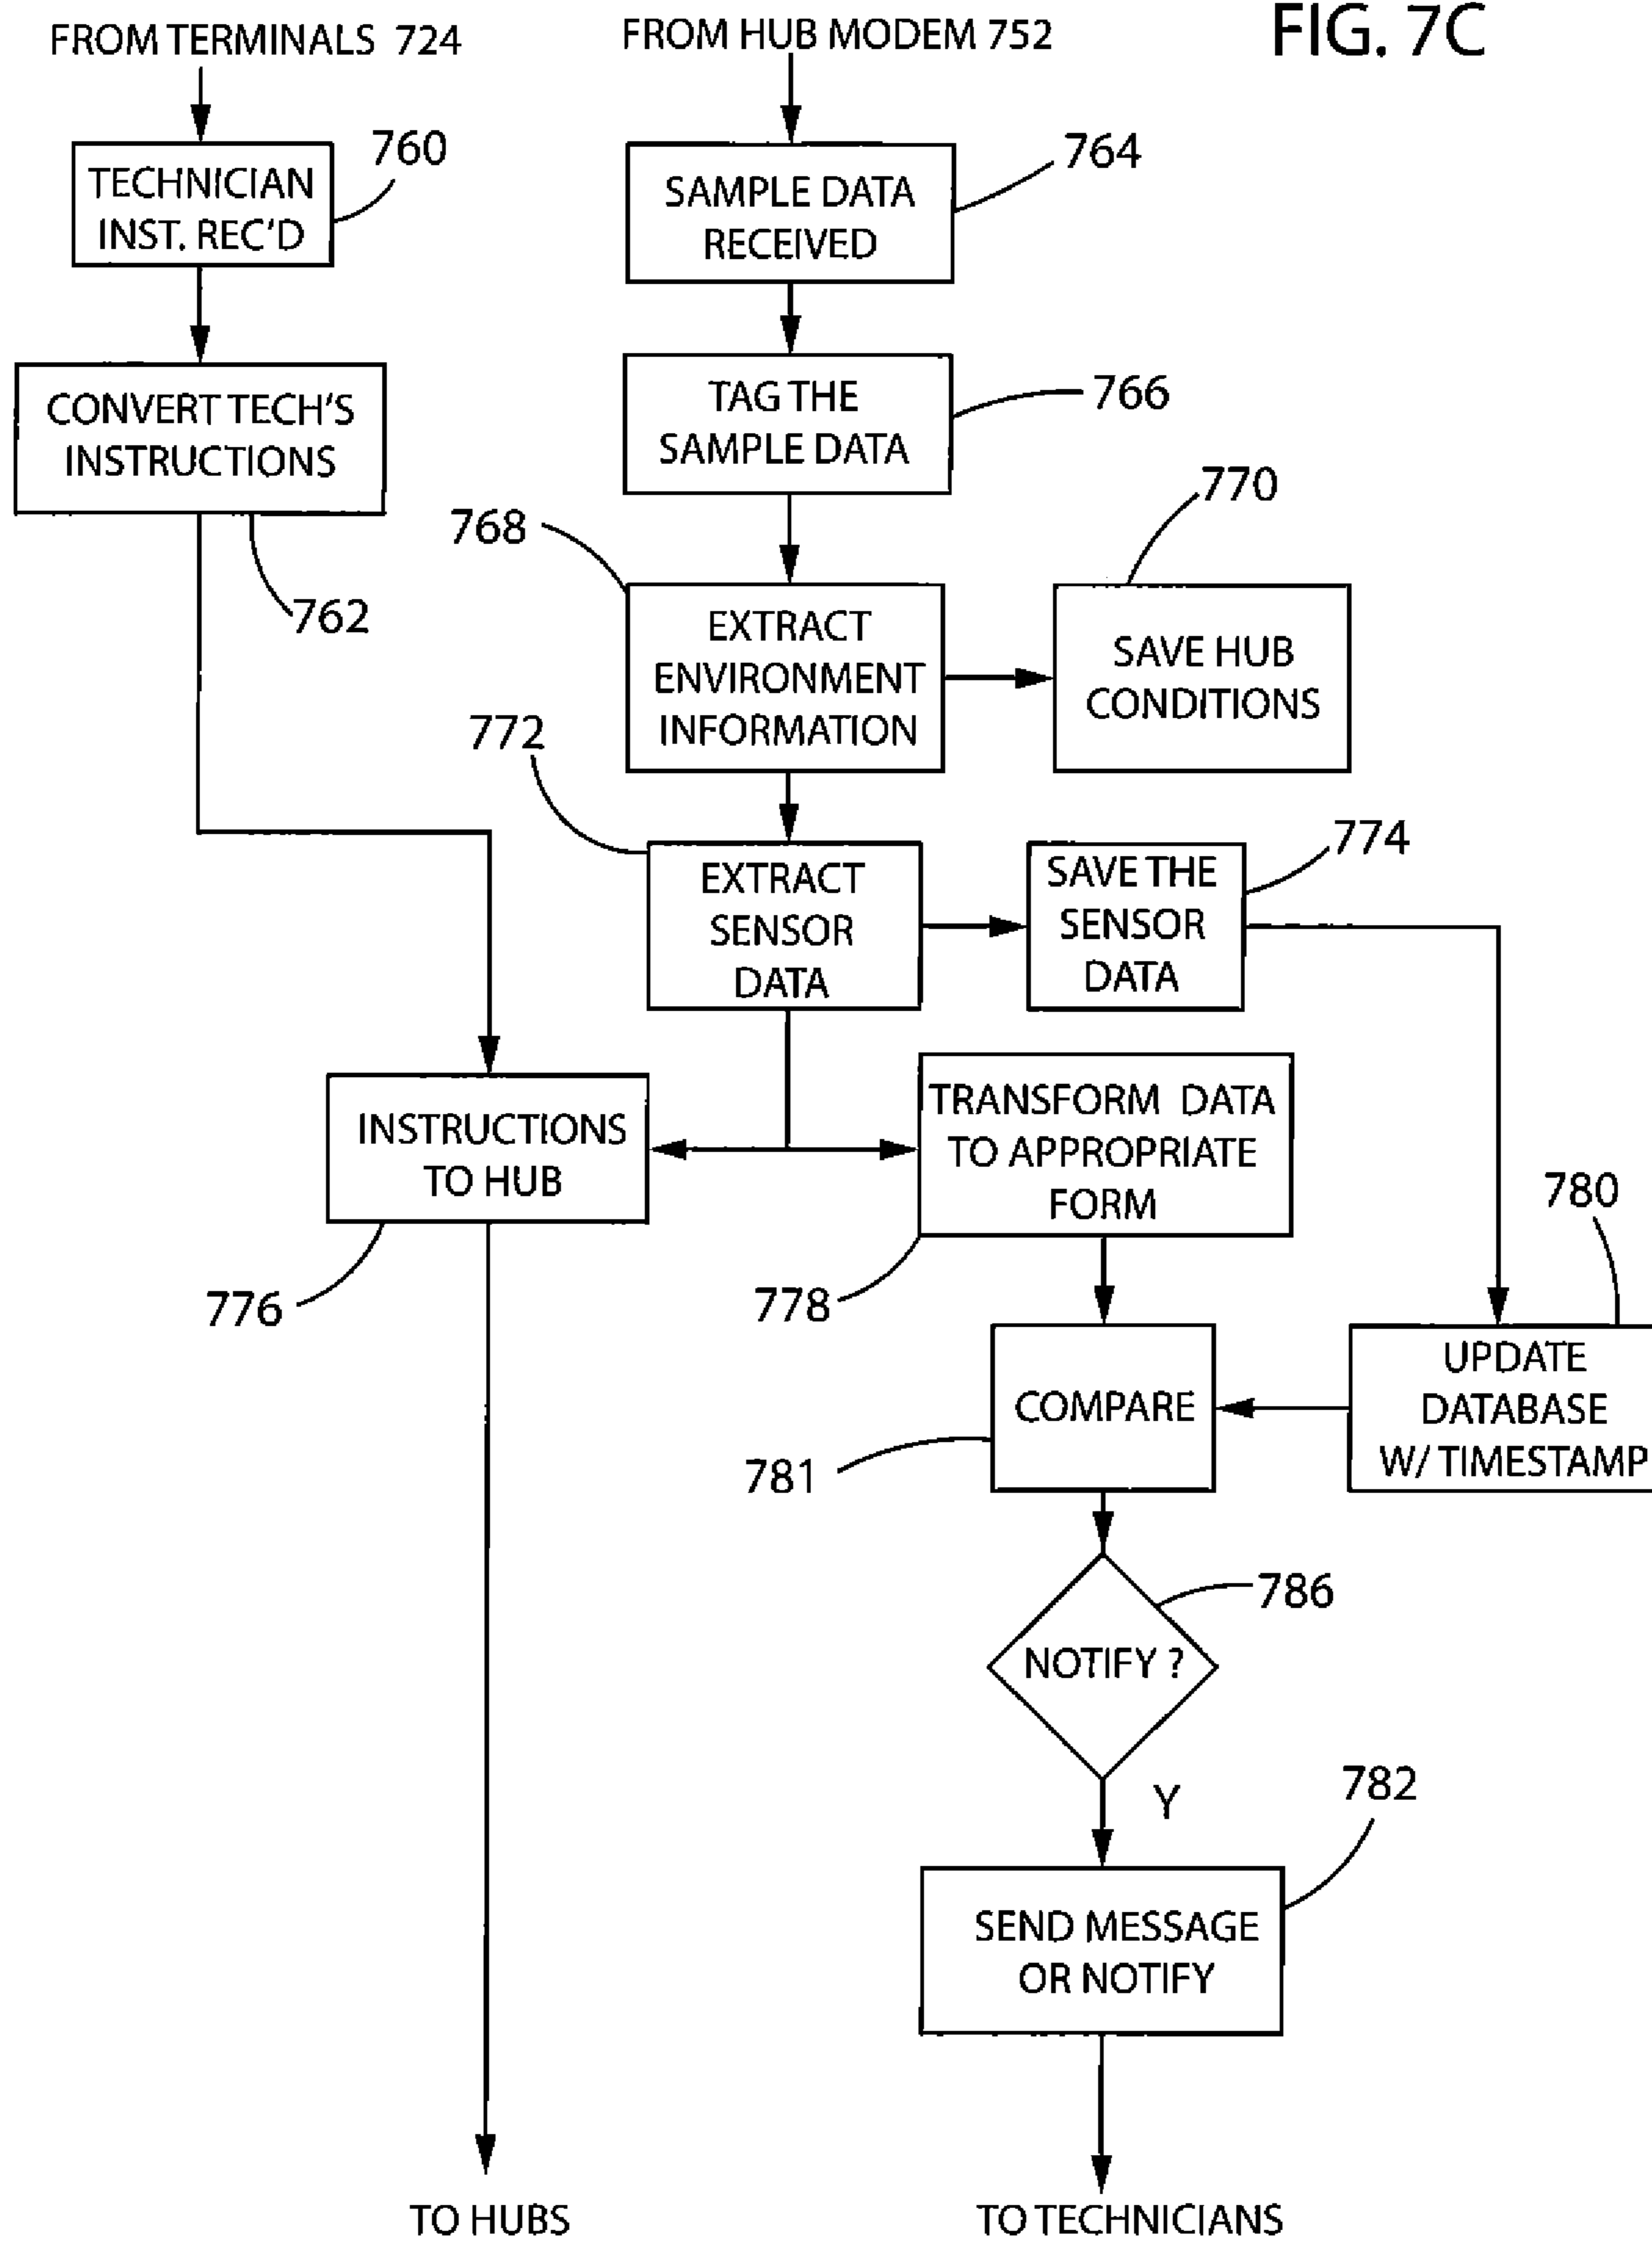 FROM TERMINALS 724
FROM HUB MODEM 752
FIG. 7C
TECHNICIAN
INST. REC'D
760
SAMPLE DATA
RECEIVED
764
CONVERT TECH'S
INSTRUCTIONS
762
TAG THE
SAMPLE DATA
766
768
EXTRACT
ENVIRONMENT
INFORMATION
770
SAVE HUB
CONDITIONS
772
EXTRACT
SENSOR
DATA
SAVE THE
SENSOR
DATA
774
INSTRUCTIONS
TO HUB
776
TRANSFORM DATA
TO APPROPRIATE
FORM
778
780
COMPARE
781
UPDATE
DATABASE
W/ TIMESTAMP
NOTIFY ?
786
Y
782
SEND MESSAGE
OR NOTIFY
TO HUBS
TO TECHNICIANS